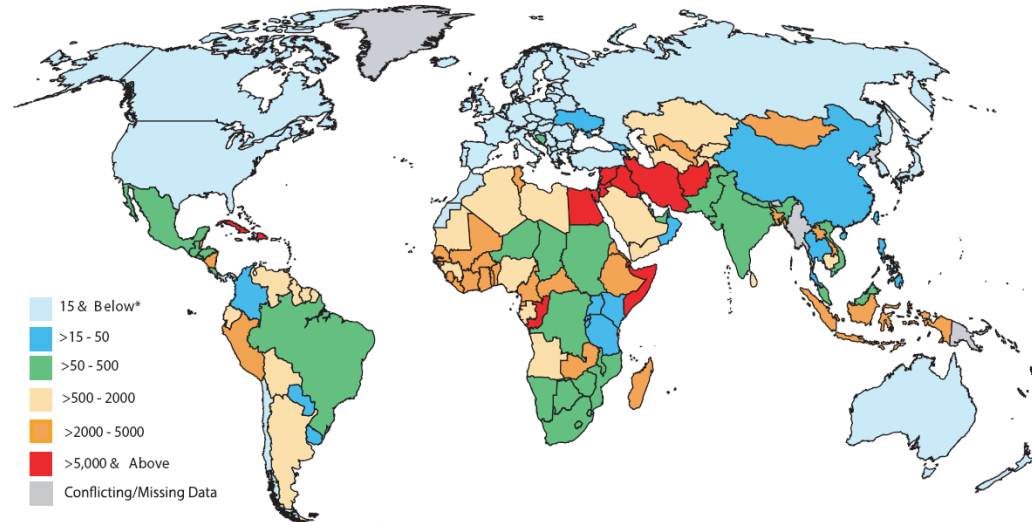 15 & Below*
>15 - 50
>50 - 500
>500 - 2000
>2000 - 5000
>5,000 & Above
Conflicting/Missing Data